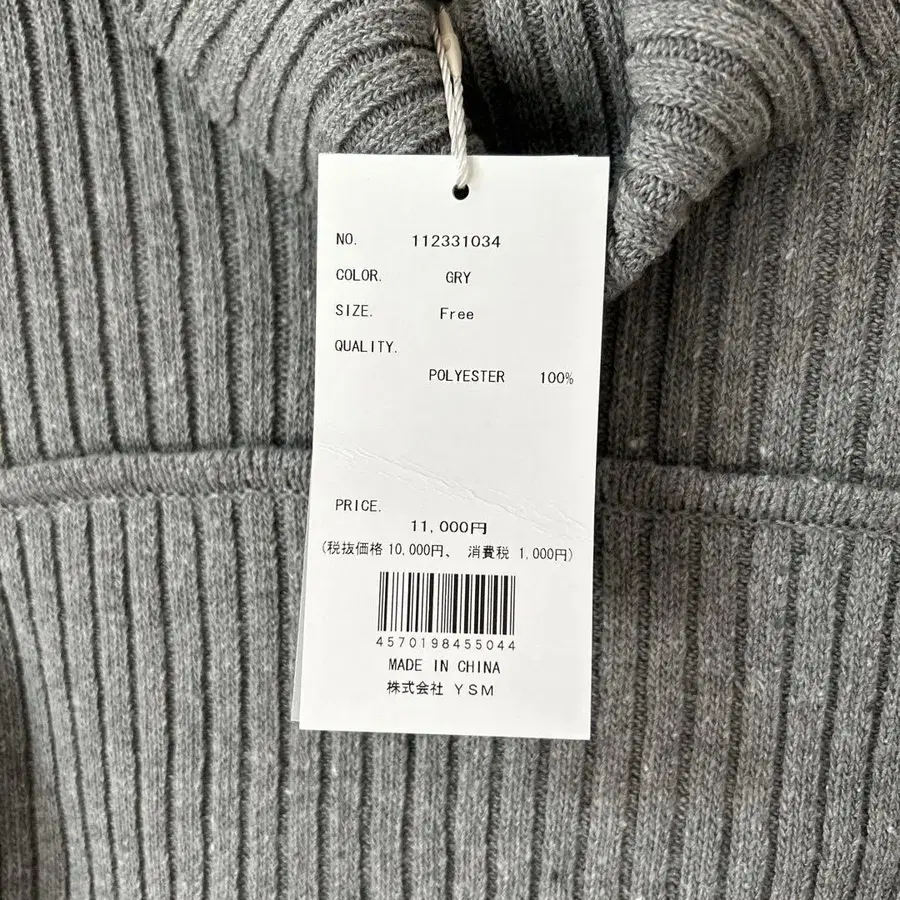 NO. 112331034
COLOR. GRY
SIZE. Free
QUALITY.
POLYESTER 100%
PRICE.
11,000円
(税抜価格 10,000円、 消費税 1,000円)
4570198455044
MADE IN CHINA
株式会社 YSM